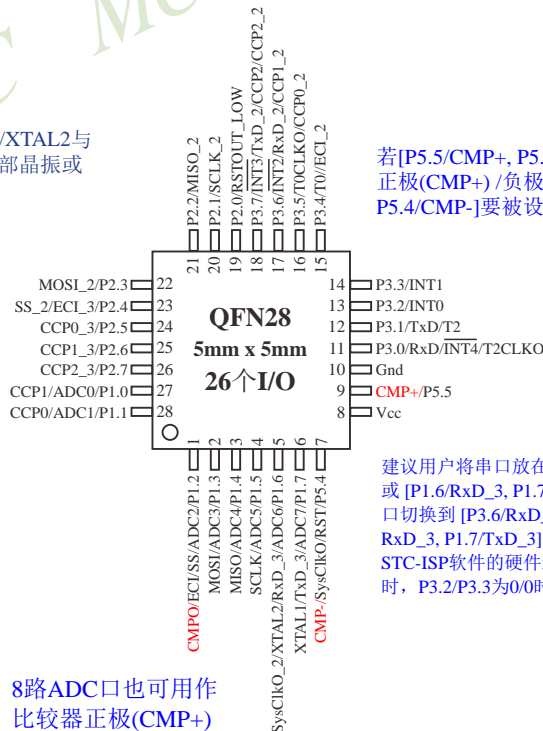 MC
21 P2.2/MISO_2
20 P2.1/SCLK_2
19 P2.0/RSTOUT_LOW
18 P3.7/INT3/TxD_2/CCP2/CCP2_2
17 P3.6/INT2/RxD_2/CCP1_2
16 P3.5/T0CLKO/CCP0_2
15 P3.4/T0//ECI_2
/XTAL2与
部晶振或
若[P5.5/CMP+, P5.
正极(CMP+) /负极
P5.4/CMP-]要被设
MOSI_2/P2.3 22
SS_2/ECI_3/P2.4 23
CCP0_3/P2.5 24
CCP1_3/P2.6 25
CCP2_3/P2.7 26
CCP1/ADC0/P1.0 27
CCP0/ADC1/P1.1 28
QFN28
5mm x 5mm
26个I/O
14 P3.3/INT1
13 P3.2/INT0
12 P3.1/TxD/T2
11 P3.0/RxD/INT4/T2CLKO
10 Gnd
9 CMP+/P5.5
8 Vcc
CMPO/ECI/SS/ADC2/P1.2 1
MOSI/ADC3/P1.3 2
MISO/ADC4/P1.4 3
SCLK/ADC5/P1.5 4
SysClkO_2/XTAL2/RxD_3/ADC6/P1.6 5
XTAL1/TxD_3/ADC7/P1.7 6
CMP-/SysClkO/RST/P5.4 7
建议用户将串口放在
或 [P1.6/RxD_3, P1.7
口切换到 [P3.6/RxD_
RxD_3, P1.7/TxD_3]
STC-ISP软件的硬件
时，P3.2/P3.3为0/0时
8路ADC口也可用作
比较器正极(CMP+)